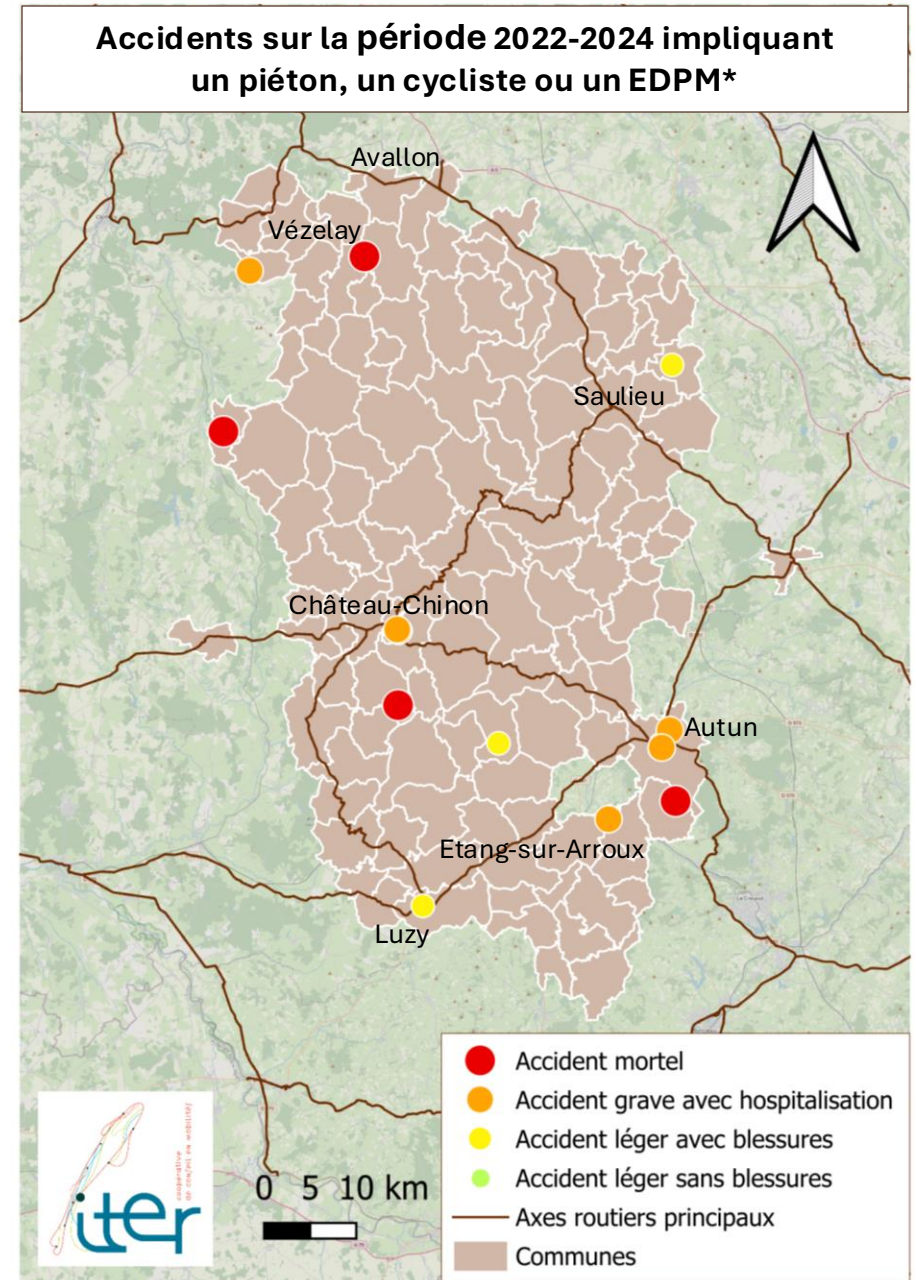 Accidents sur la période 2022-2024 impliquant
un piéton, un cycliste ou un EDPM*
Avallon
Vézelay
Saulieu
Château-Chinon
Autun
Etang-sur-Arroux
Luzy
Accident mortel
Accident grave avec hospitalisation
Accident léger avec blessures
Accident léger sans blessures
Axes routiers principaux
Communes
0 5 10 km
iter